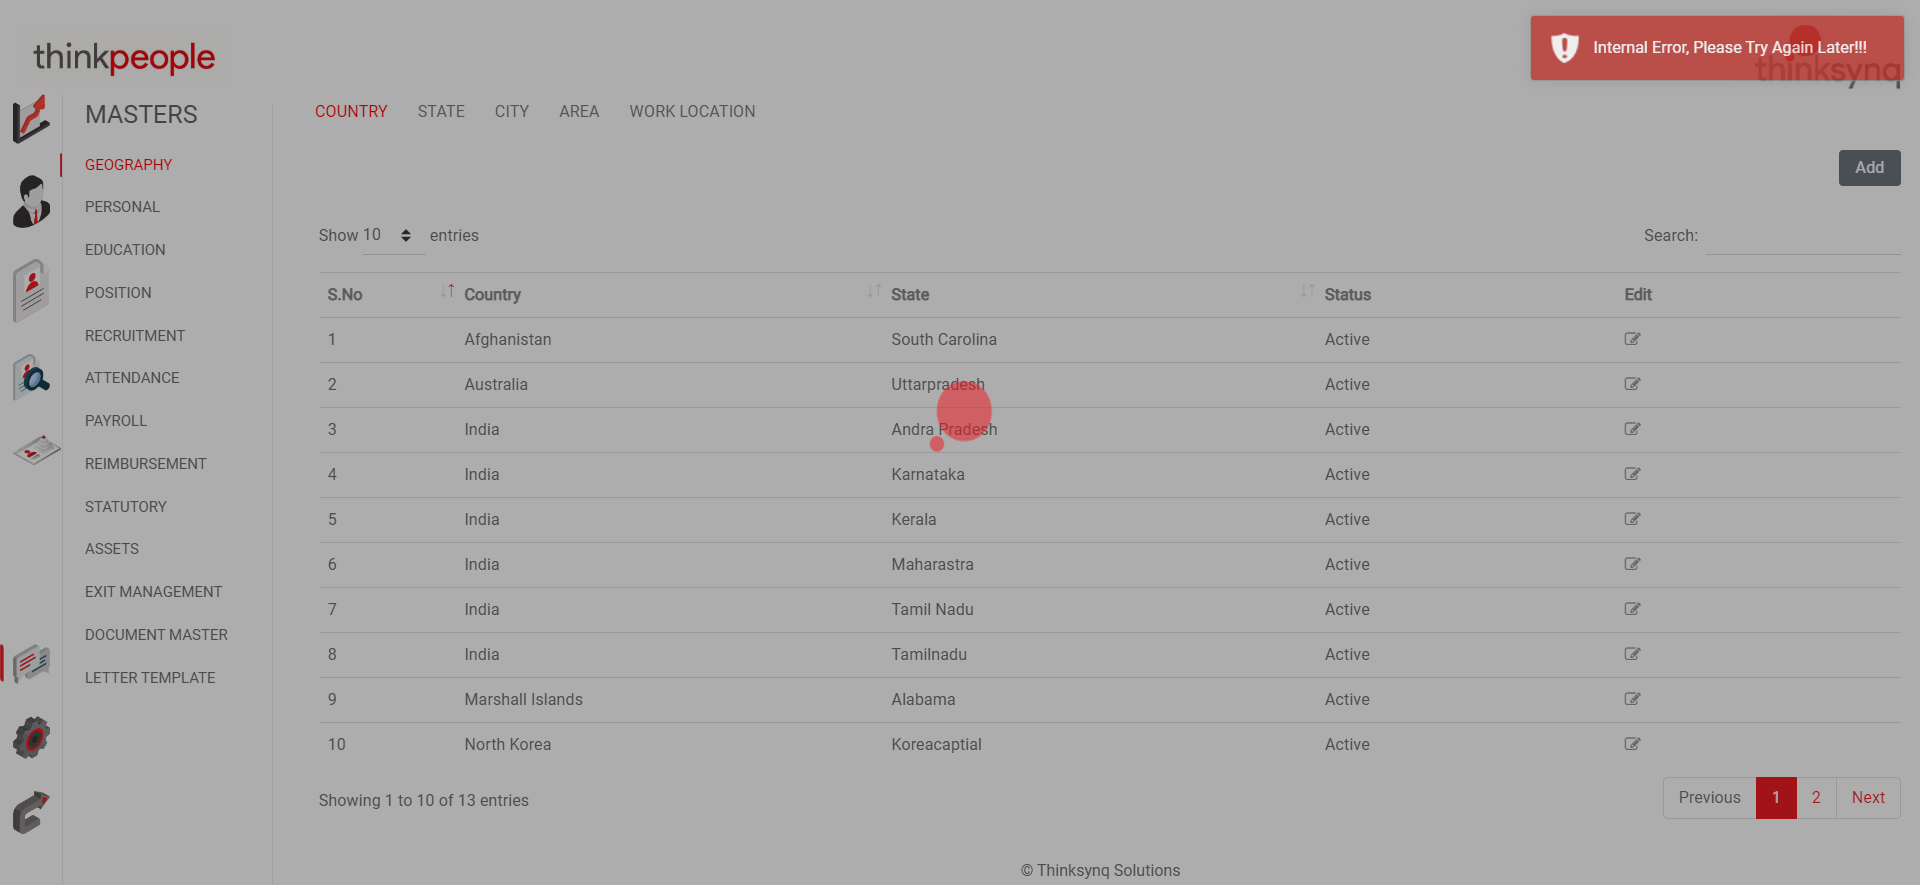 thinkpeople
Internal Error, Please Try Again Later!!!
thinksynq
MASTERS
GEOGRAPHY
PERSONAL
EDUCATION
POSITION
RECRUITMENT
ATTENDANCE
PAYROLL
REIMBURSEMENT
STATUTORY
ASSETS
EXIT MANAGEMENT
DOCUMENT MASTER
LETTER TEMPLATE
COUNTRY STATE CITY AREA WORK LOCATION
Add
Show 10 entries Search:
S.No Country State Status Edit
1 Afghanistan South Carolina Active
2 Australia Uttarpradesh Active
3 India Andra Pradesh Active
4 India Karnataka Active
5 India Kerala Active
6 India Maharastra Active
7 India Tamil Nadu Active
8 India Tamilnadu Active
9 Marshall Islands Alabama Active
10 North Korea Koreacaptial Active
Showing 1 to 10 of 13 entries Previous 1 2 Next
© Thinksynq Solutions